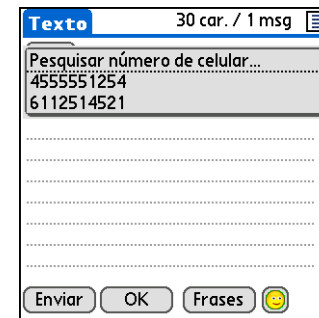 Texto 30 car. / 1 msg
Pesquisar número de celular...
4555551254
6112514521
Enviar OK Frases